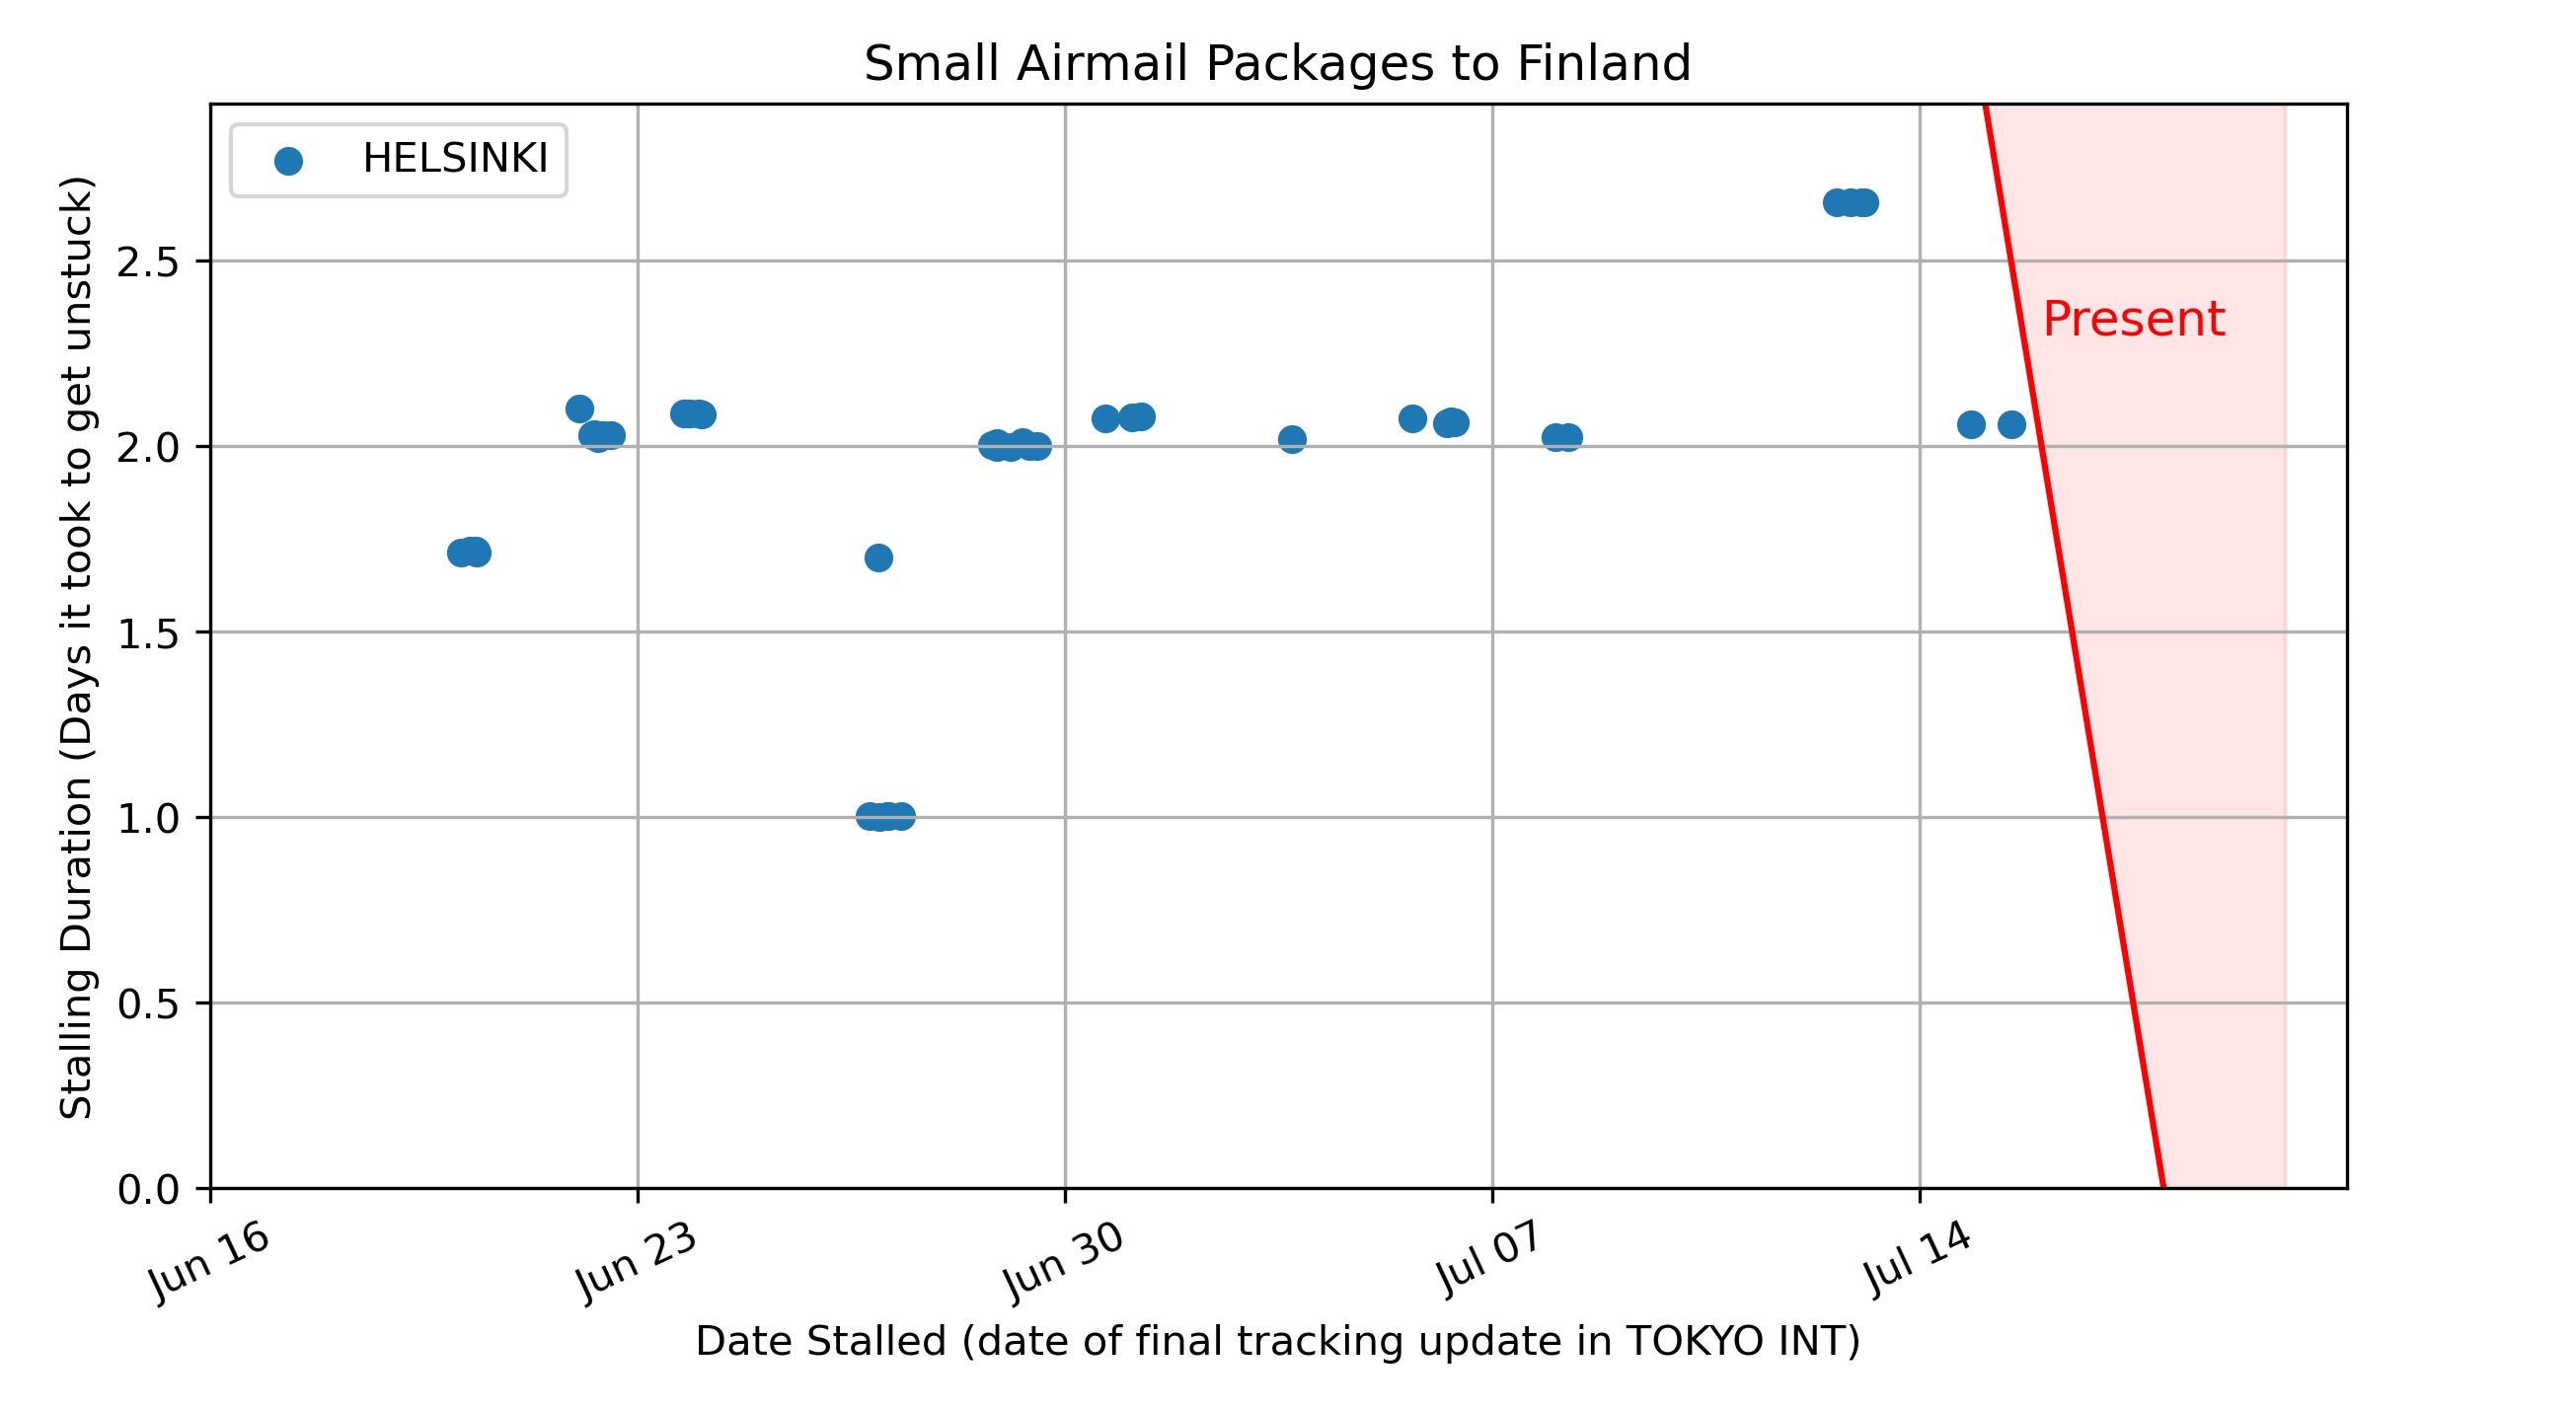 Small Airmail Packages to Finland
HELSINKI
Present
Stalling Duration (Days it took to get unstuck)
2.5
2.0
1.5
1.0
0.5
0.0
Jun 16
Jun 23
Jun 30
Jul 07
Jul 14
Date Stalled (date of final tracking update in TOKYO INT)